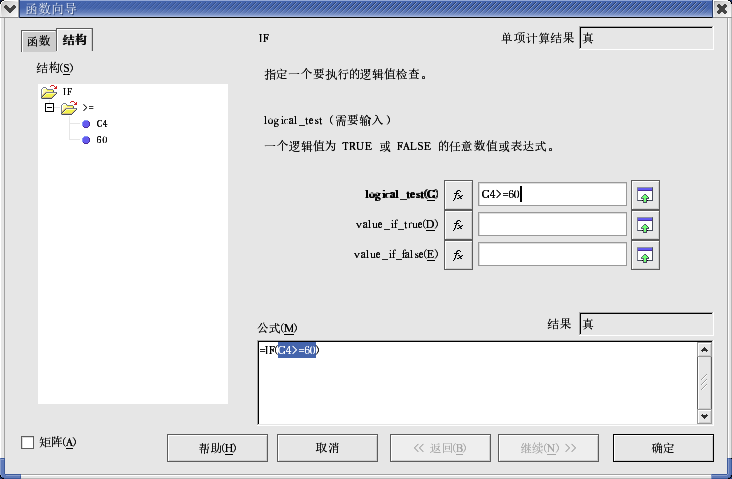 函数向导
函数 结构
IF
单项计算结果 真
结构(S)
IF
>=
C4
60
指定一个要执行的逻辑值检查。
logical_test（需要输入）
一个逻辑值为 TRUE 或 FALSE 的任意数值或表达式。
logical_test(C) fx C4>=60
value_if_true(D) fx
value_if_false(E) fx
公式(M)
结果 真
=IF(C4>=60)
矩阵(A)
帮助(H) 取消 << 返回(B) 继续(N) >> 确定